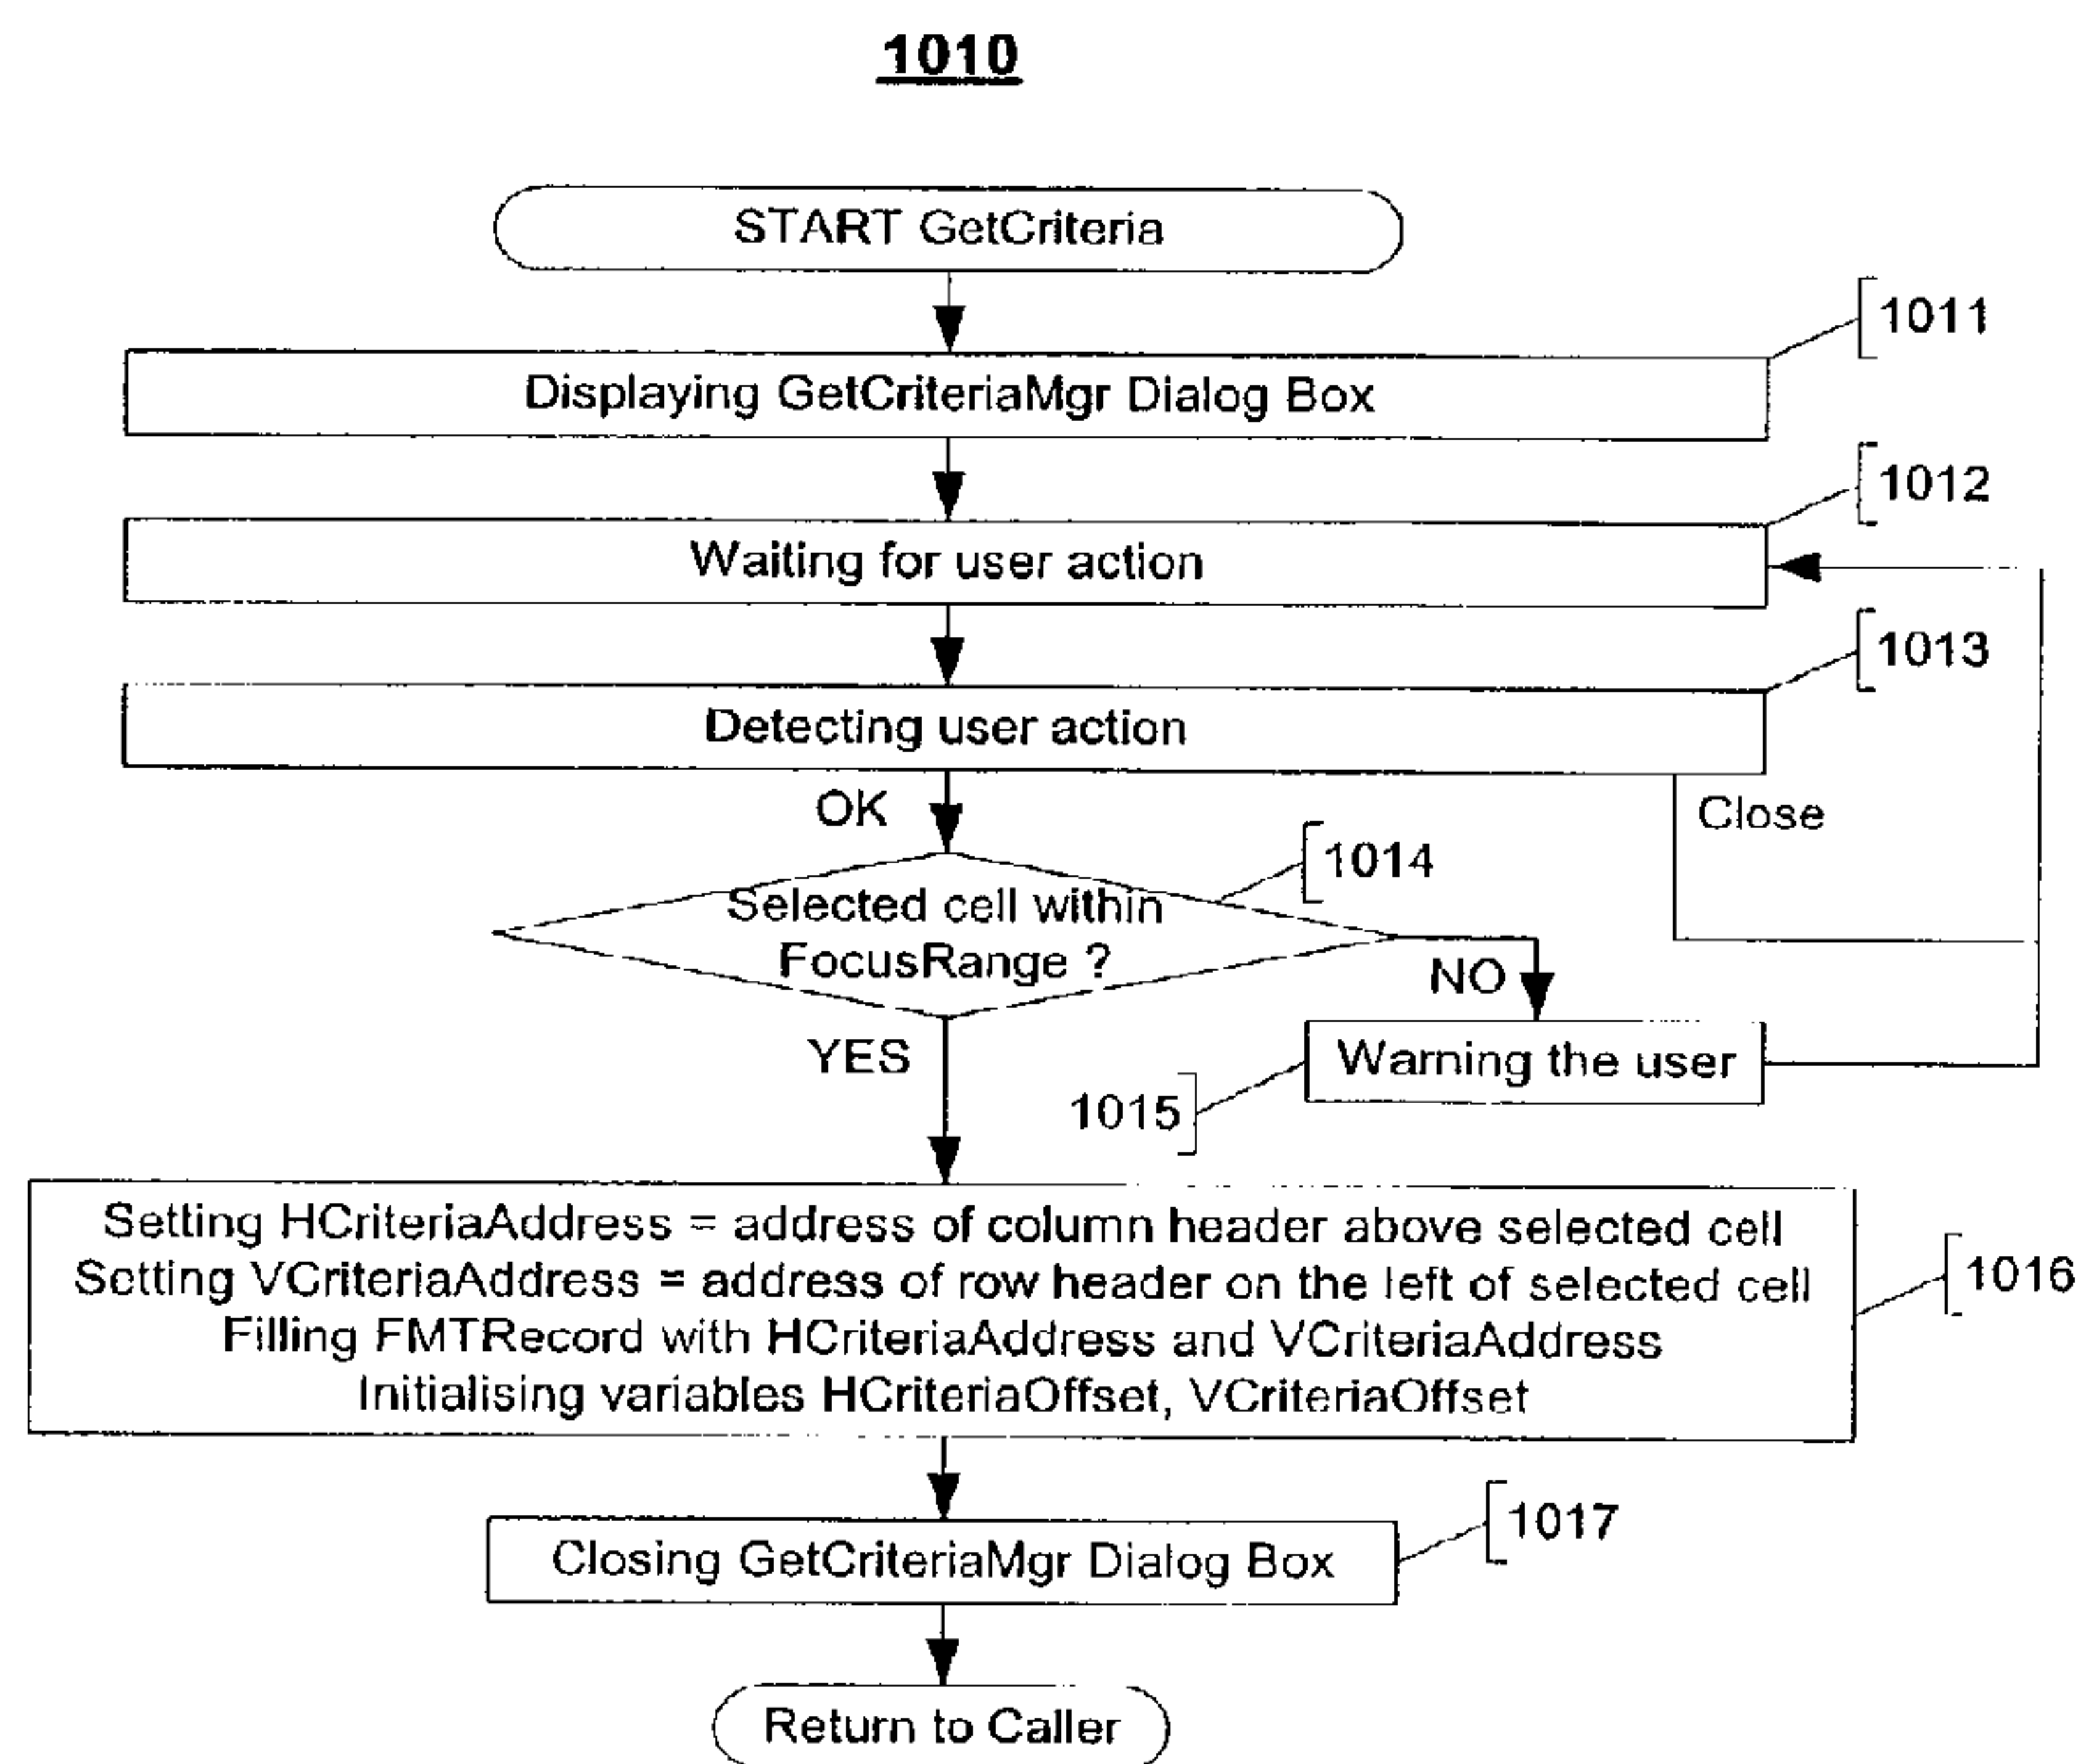 1010
START GetCriteria
1011
Displaying GetCriteriaMgr Dialog Box
1012
Waiting for user action
1013
Detecting user action
OK
Close
1014
Selected cell within
FocusRange ?
NO
YES
Warning the user
1015
Setting HCriteriaAddress = address of column header above selected cell
Setting VCriteriaAddress = address of row header on the left of selected cell
Filling FMTRecord with HCriteriaAddress and VCriteriaAddress
Initialising variables HCriteriaOffset, VCriteriaOffset
1016
1017
Closing GetCriteriaMgr Dialog Box
Return to Caller